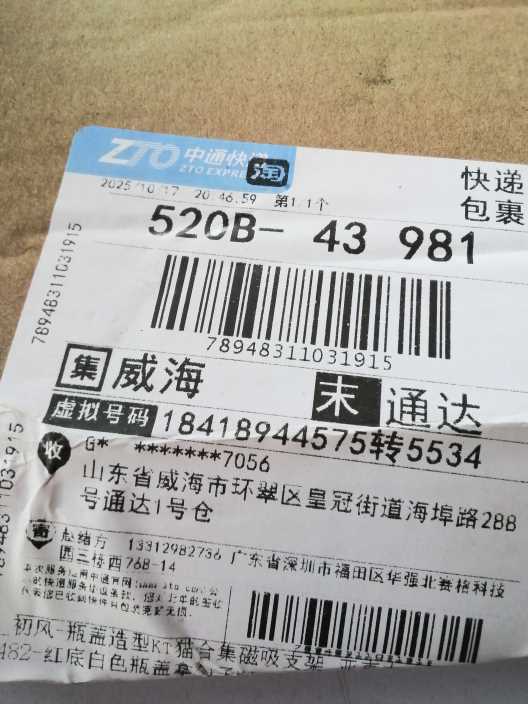 ZTO 中通快递
ZTO EXPRESS
淘
快递
包裹
2025/10/17 20:46:59 第1/1个
520B- 43 981
78948311031915
78948311031915
集 威海 末 通达
虚拟号码 18418944575转5534
78948311031915
收 G* *******7056
山东省威海市环翠区皇冠街道海埠路288
号通达1号仓
寄 赵绪方 13312982736 广东省深圳市福田区华强北赛格科技
园三栋西768-14
78948311031915
初风-瓶盖造型KT猫合集磁吸支架
482-红底白色瓶盖